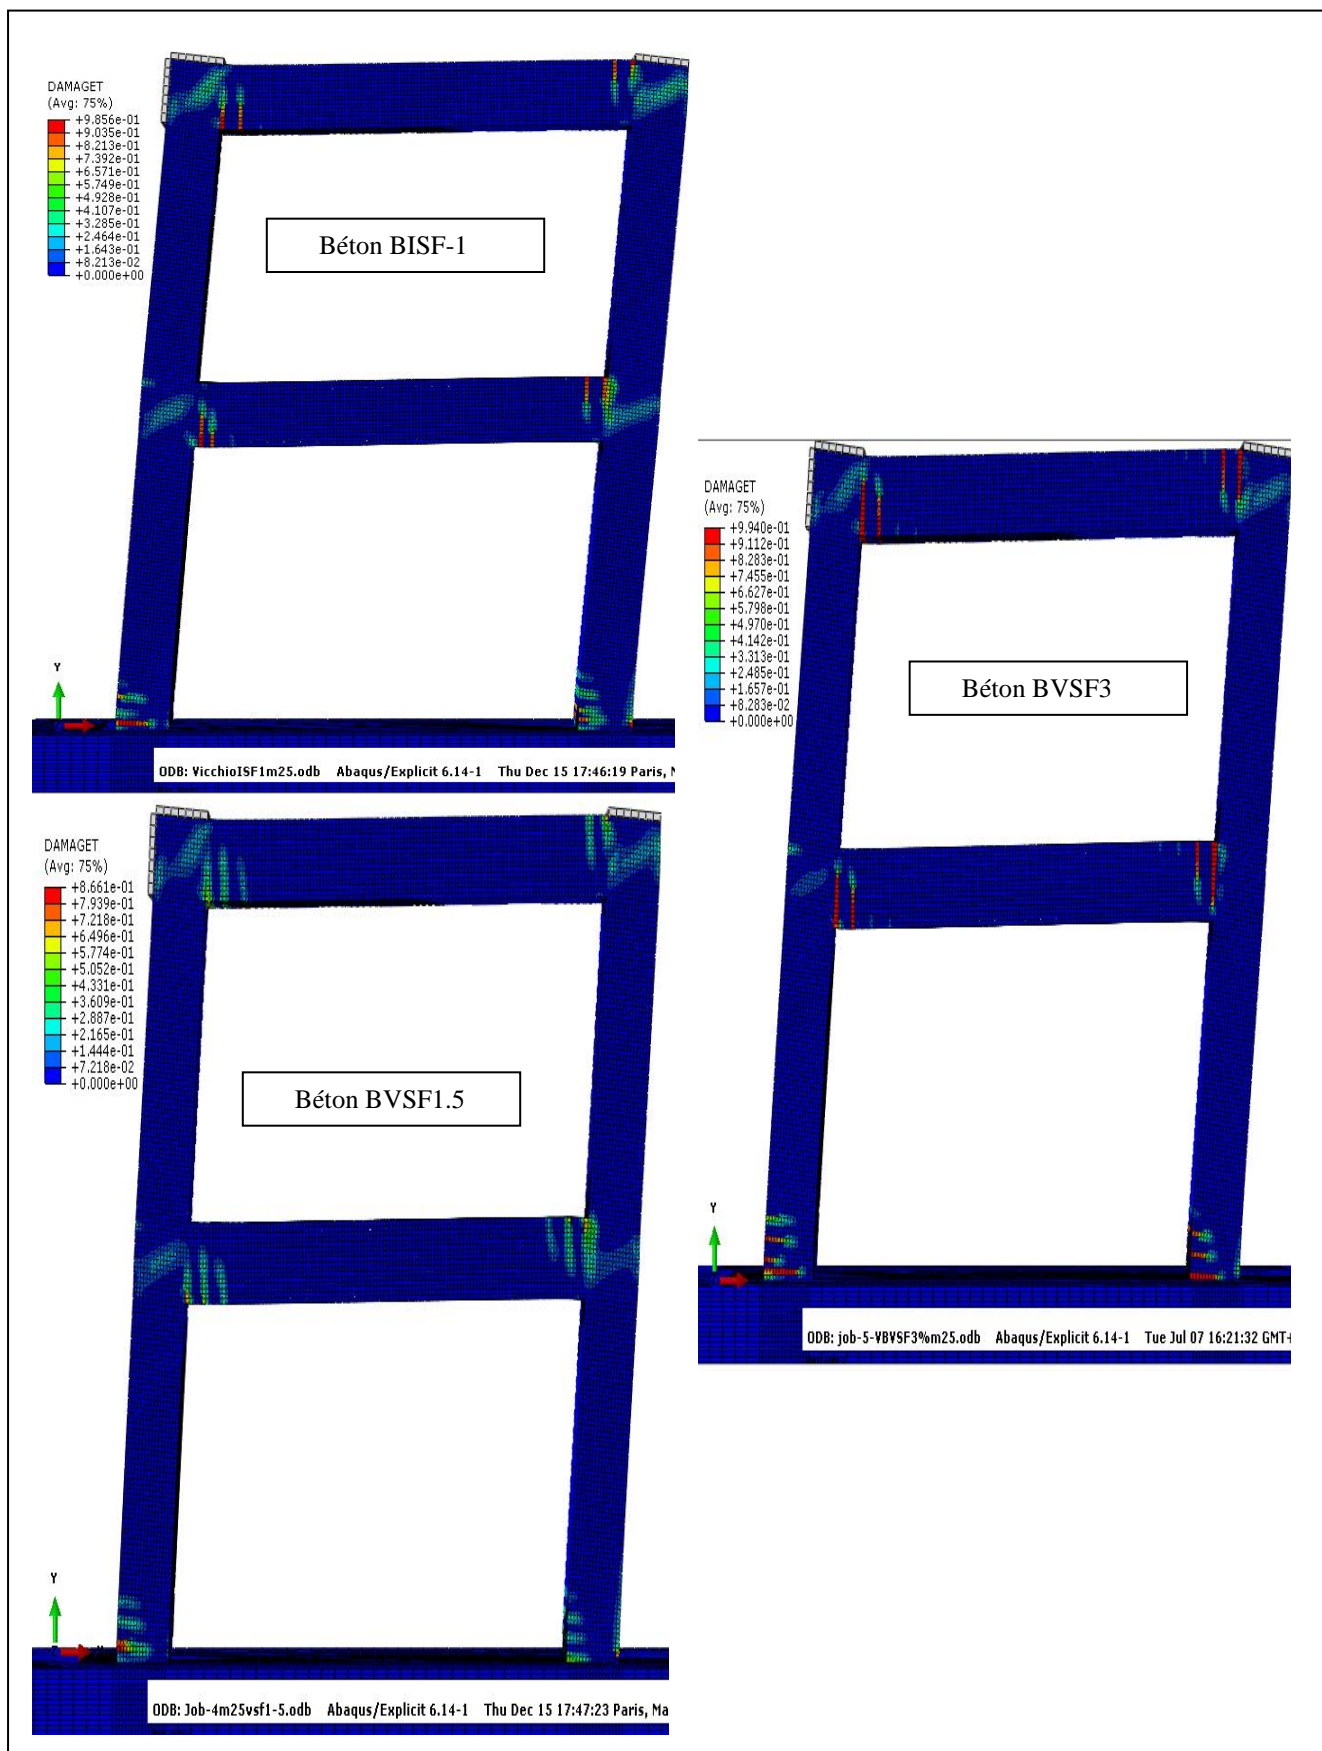 DAMAGET
(Avg: 75%)
+9.856e-01
+9.035e-01
+8.213e-01
+7.392e-01
+6.571e-01
+5.749e-01
+4.928e-01
+4.107e-01
+3.285e-01
+2.464e-01
+1.643e-01
+8.213e-02
+0.000e+00
Béton BISF-1
Y
ODB: VicchioISF1m25.odb Abaqus/Explicit 6.14-1 Thu Dec 15 17:46:19 Paris,
DAMAGET
(Avg: 75%)
+8.661e-01
+7.939e-01
+7.218e-01
+6.496e-01
+5.774e-01
+5.052e-01
+4.331e-01
+3.609e-01
+2.887e-01
+2.165e-01
+1.444e-01
+7.218e-02
+0.000e+00
Béton BVSF1.5
Y
ODB: Job-4m25vsf1-5.odb Abaqus/Explicit 6.14-1 Thu Dec 15 17:47:23 Paris, Ma
DAMAGET
(Avg: 75%)
+9.940e-01
+9.112e-01
+8.283e-01
+7.455e-01
+6.627e-01
+5.798e-01
+4.970e-01
+4.142e-01
+3.313e-01
+2.485e-01
+1.657e-01
+8.283e-02
+0.000e+00
Béton BVSF3
Y
ODB: job-5-VBVSF3%m25.odb Abaqus/Explicit 6.14-1 Tue Jul 07 16:21:32 GMT+